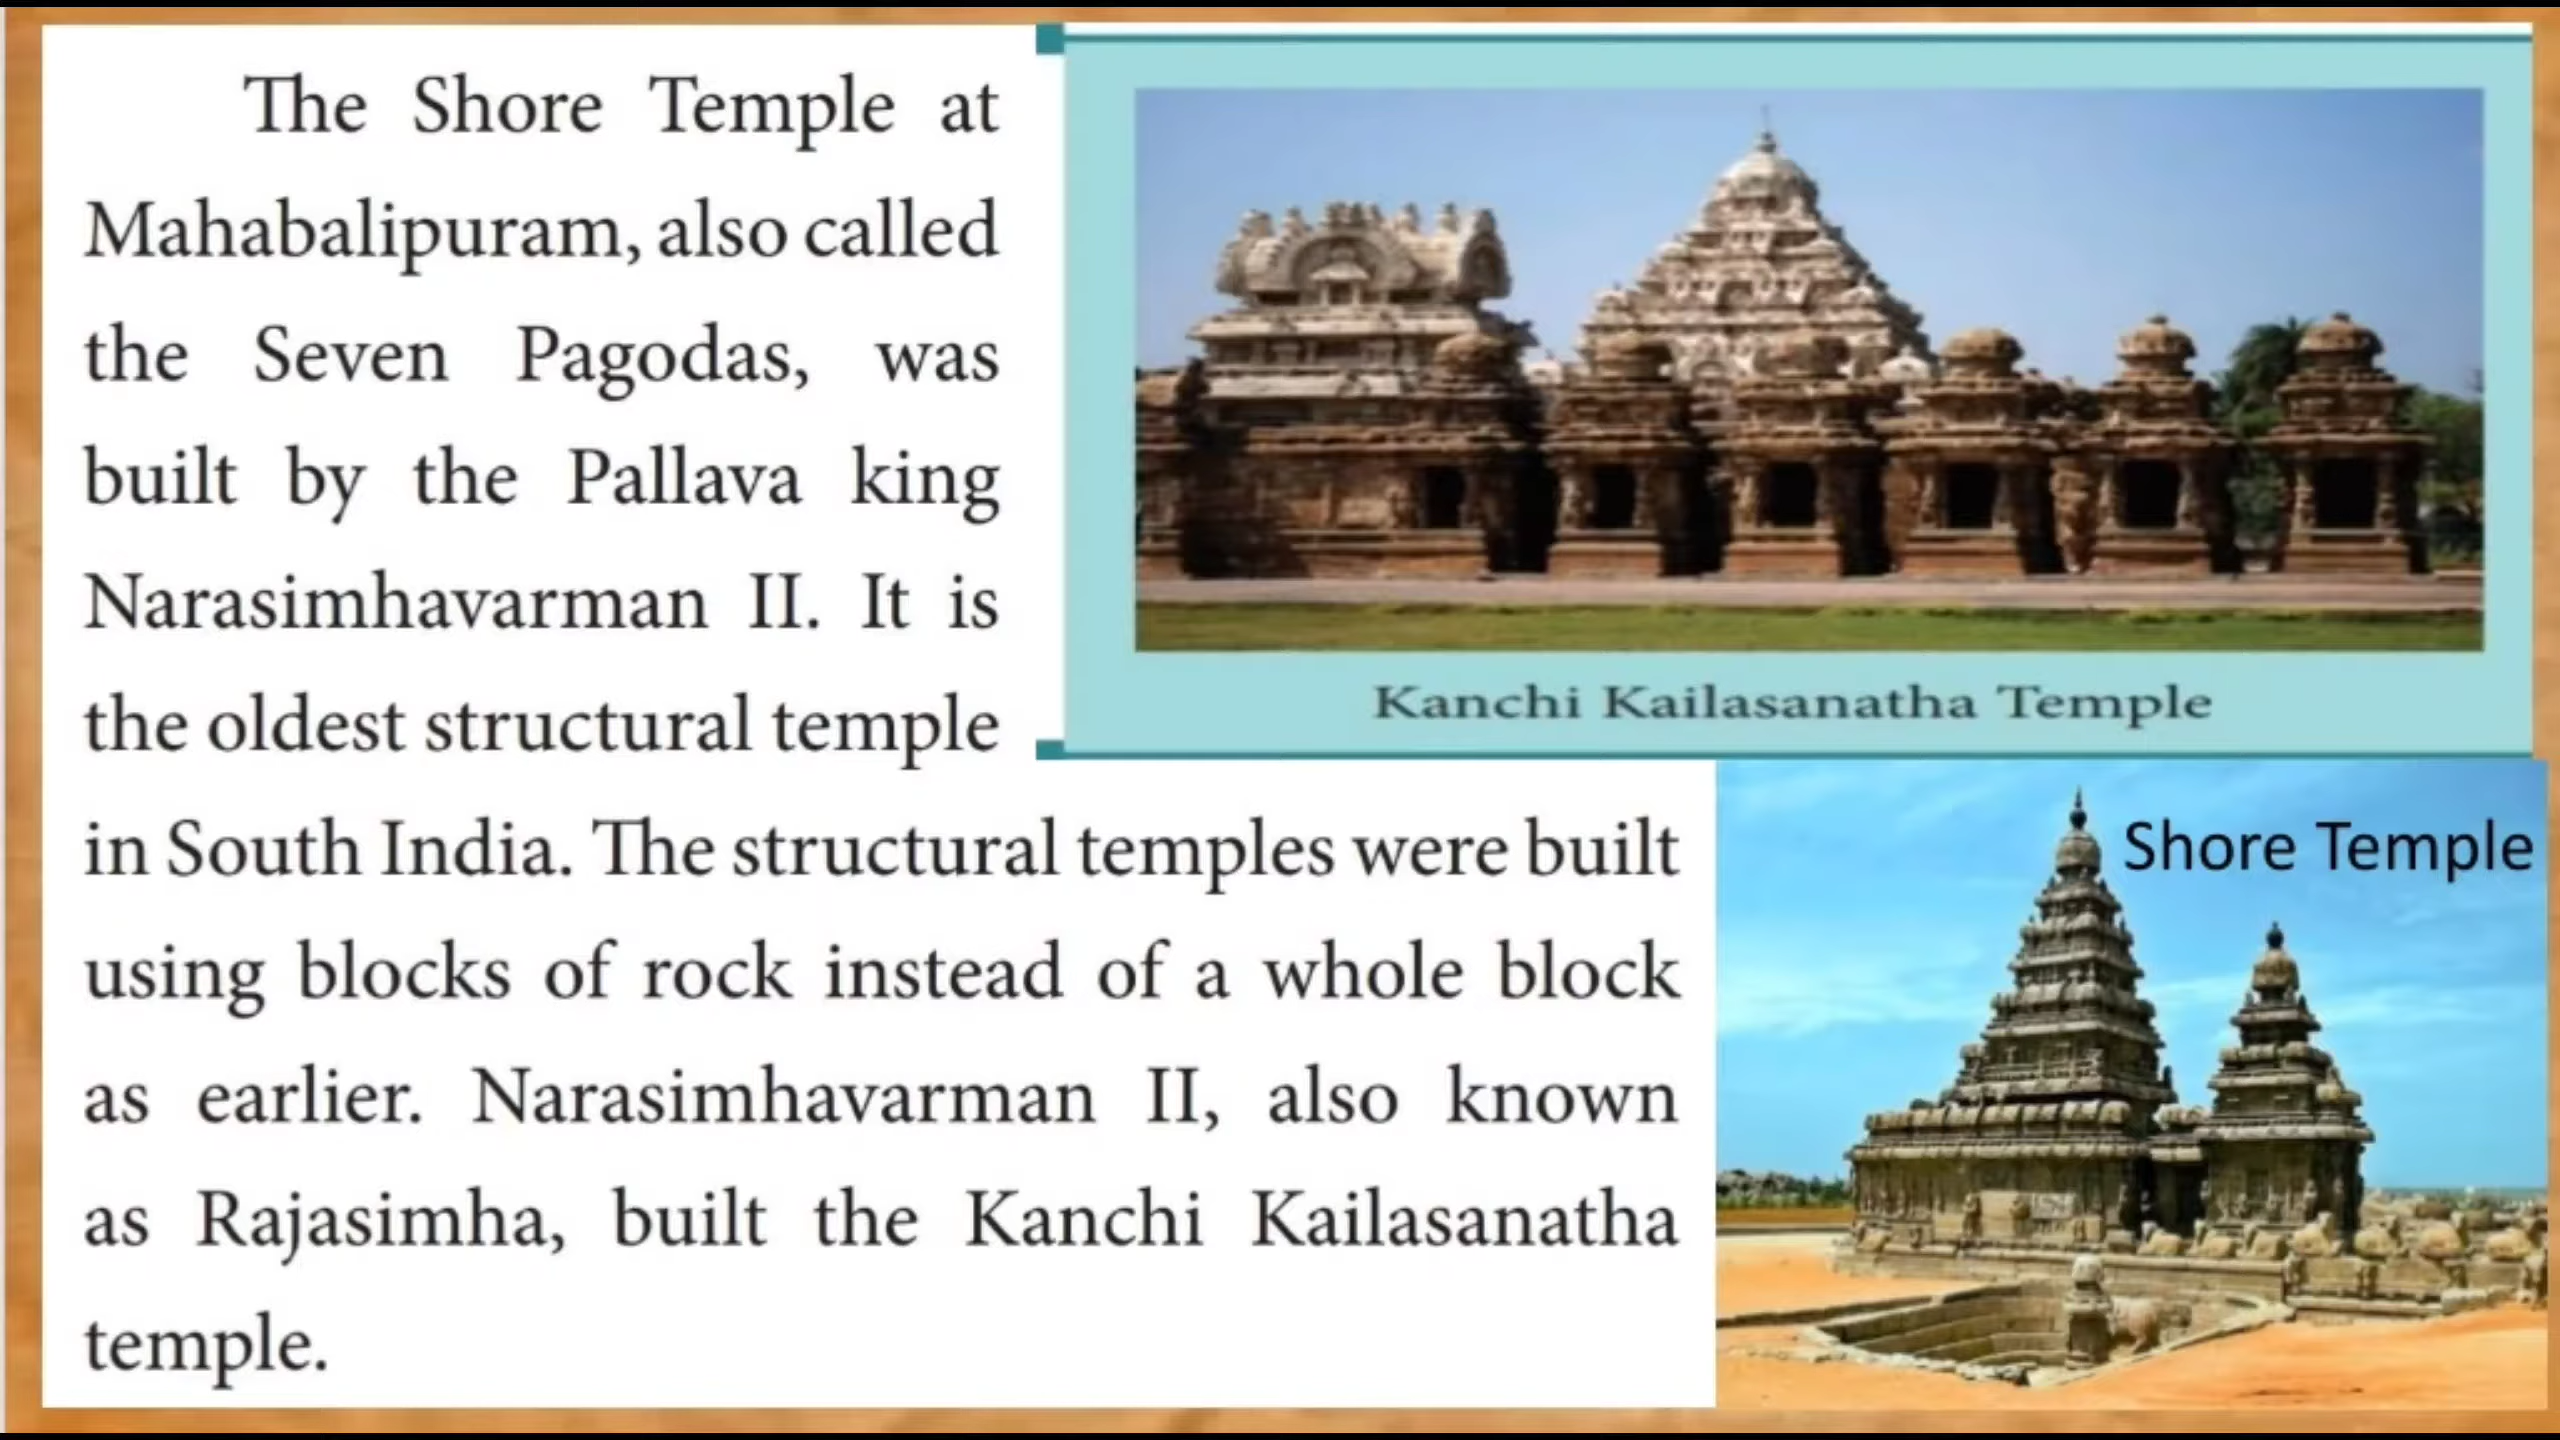 The Shore Temple at
Mahabalipuram, also called
the Seven Pagodas, was
built by the Pallava king
Narasimhavarman II. It is
the oldest structural temple
in South India. The structural temples were built
using blocks of rock instead of a whole block
as earlier. Narasimhavarman II, also known
as Rajasimha, built the Kanchi Kailasanatha
temple.
Kanchi Kailasanatha Temple
Shore Temple